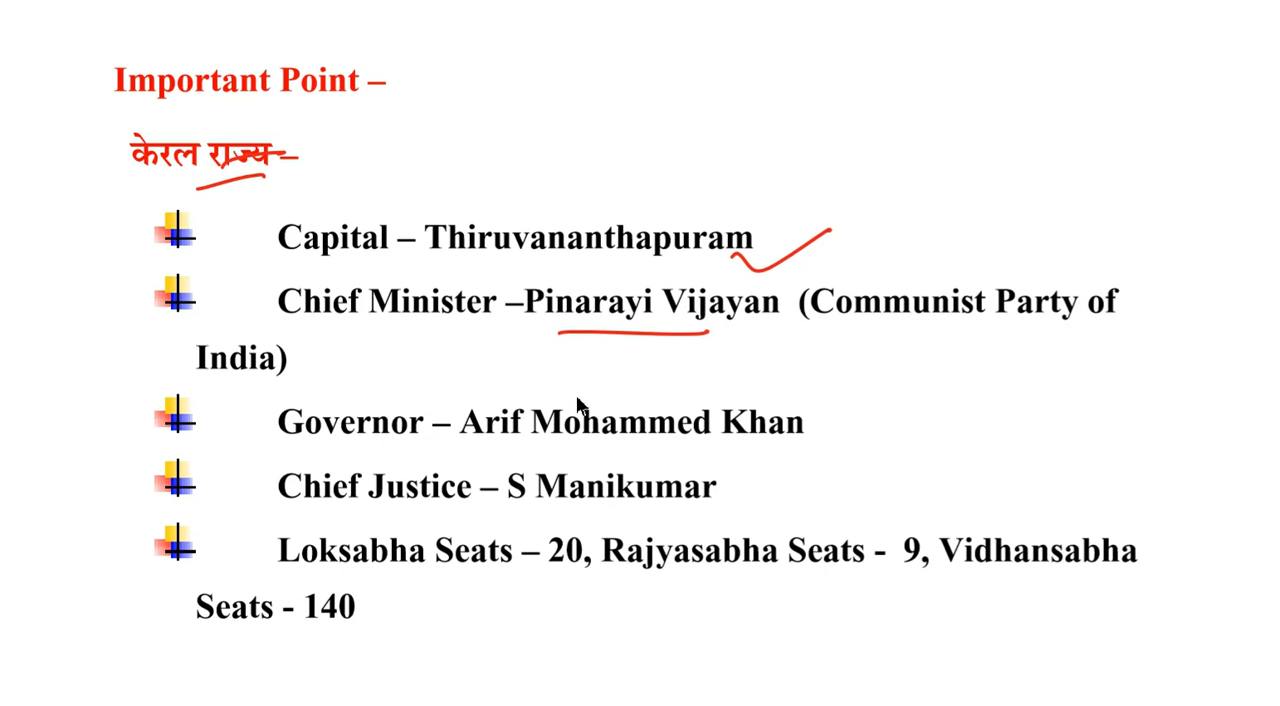 Important Point –
केरल राज्य–
Capital – Thiruvananthapuram
Chief Minister –Pinarayi Vijayan (Communist Party of
India)
Governor – Arif Mohammed Khan
Chief Justice – S Manikumar
Loksabha Seats – 20, Rajyasabha Seats - 9, Vidhansabha
Seats - 140